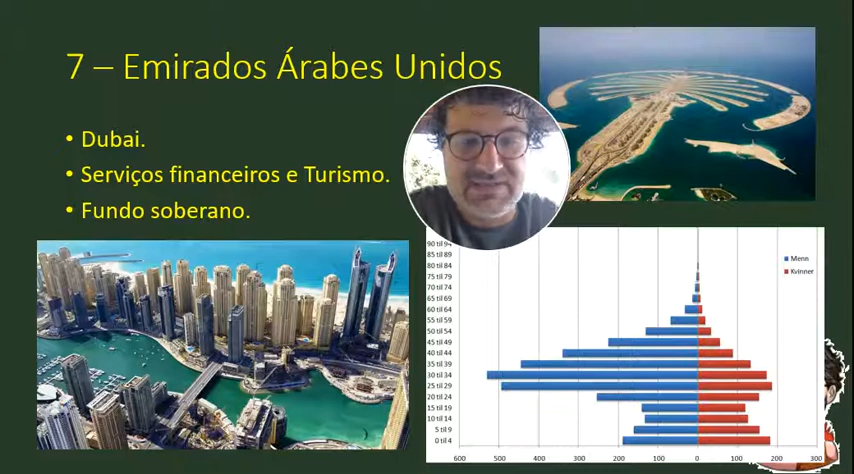 7 – Emirados Árabes Unidos
• Dubai.
• Serviços financeiros e Turismo.
• Fundo soberano.
90 til 94
85 til 89
80 til 84
75 til 79
70 til 74
65 til 69
60 til 64
55 til 59
50 til 54
45 til 49
40 til 44
35 til 39
30 til 34
25 til 29
20 til 24
15 til 19
10 til 14
5 til 9
0 til 4
Menn
Kvinner
600 500 400 300 200 100 0 100 200 300